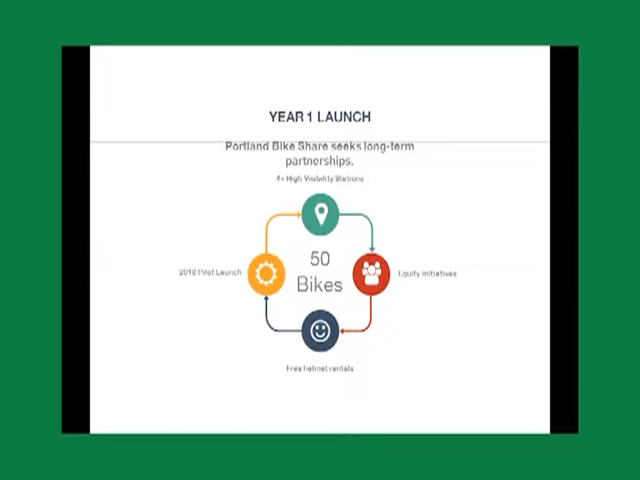 YEAR 1 LAUNCH
Portland Bike Share seeks long-term
partnerships.
4+ High Visibility Stations
50
Bikes
2018 Pilot Launch
Equity Initiatives
Free helmet rentals